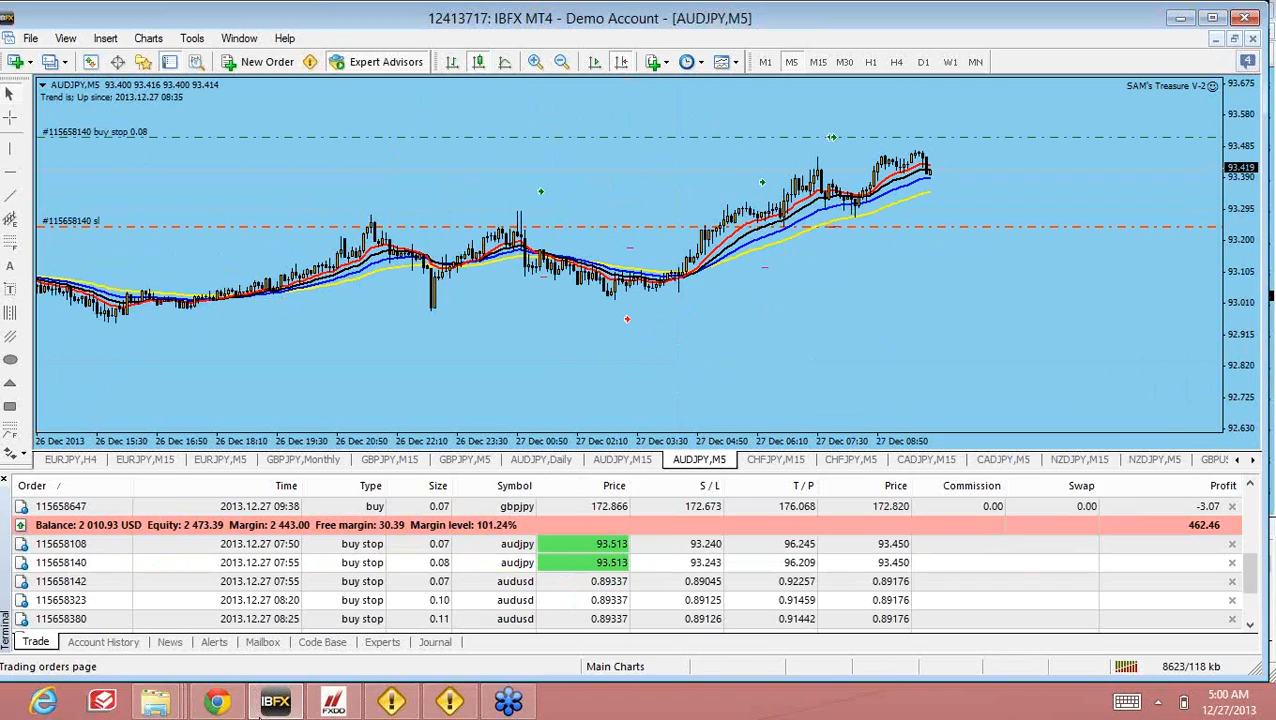 12413717: IBFX MT4 - Demo Account - [AUDJPY,M5]
File View Insert Charts Tools Window Help
New Order Expert Advisors M1 M5 M15 M30 H1 H4 D1 W1 MN 4
AUDJPY,M5 93.400 93.416 93.400 93.414
Trend is; Up since; 2013.12.27 08:35
SAM's Treasure V-2
#115658140 buy stop 0.08
#115658140 sl
93.675
93.580
93.485
93.419
93.390
93.295
93.200
93.105
93.010
92.915
92.820
92.725
92.630
26 Dec 2013 26 Dec 15:30 26 Dec 16:50 26 Dec 18:10 26 Dec 19:30 26 Dec 20:50 26 Dec 22:10 26 Dec 23:30 27 Dec 00:50 27 Dec 02:10 27 Dec 03:30 27 Dec 04:50 27 Dec 06:10 27 Dec 07:30 27 Dec 08:50
EURJPY,H4 EURJPY,M15 EURJPY,M5 GBPJPY,Monthly GBPJPY,M15 GBPJPY,M5 AUDJPY,Daily AUDJPY,M15 AUDJPY,M5 CHFJPY,M15 CHFJPY,M5 CADJPY,M15 CADJPY,M5 NZDJPY,M15 NZDJPY,M5 GBPUS
Order / Time Type Size Symbol Price S / L T / P Price Commission Swap Profit
115658647 2013.12.27 09:38 buy gbpjpy 172.866 172.673 176.068 172.820 0.00 0.00 -3.07
Balance: 2 010.93 USD Equity: 2 473.39 Margin: 2 443.00 Free margin: 30.39 Margin level: 101.24% 462.46
115658108 2013.12.27 07:50 buy stop 0.07 audjpy 93.513 93.240 96.245 93.450
115658140 2013.12.27 07:55 buy stop 0.08 audjpy 93.513 93.243 96.209 93.450
115658142 2013.12.27 07:55 buy stop 0.07 audusd 0.89337 0.89045 0.92257 0.89176
115658323 2013.12.27 08:20 buy stop 0.10 audusd 0.89337 0.89125 0.91459 0.89176
115658380 2013.12.27 08:25 buy stop 0.11 audusd 0.89337 0.89126 0.91442 0.89176
Terminal
Trade Account History News Alerts Mailbox Code Base Experts Journal
Trading orders page Main Charts 8623/118 kb
IBFX FXDD
5:00 AM
12/27/2013